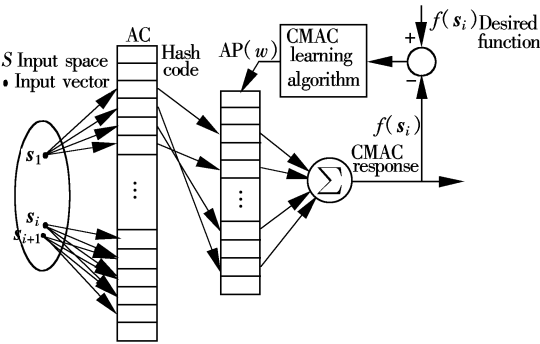 S Input space
• Input vector
AC
Hash
code
AP(w)
CMAC
learning
algorithm
f(s_i) Desired
function
+
−
f(s_i)
CMAC
response
s_1
⋮
s_i
s_{i+1}
⋮
Σ